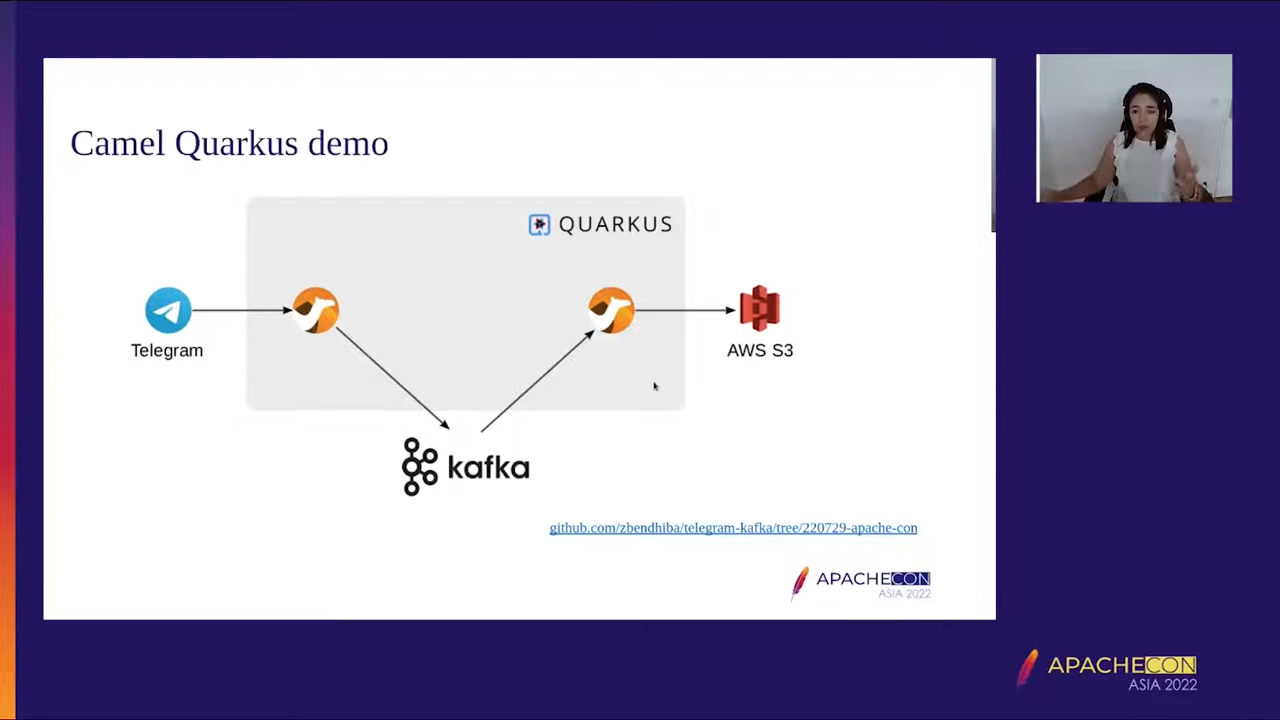 Camel Quarkus demo
QUARKUS
Telegram
AWS S3
kafka
github.com/zbendhiba/telegram-kafka/tree/220729-apache-con
APACHECON
ASIA 2022
APACHECON
ASIA 2022